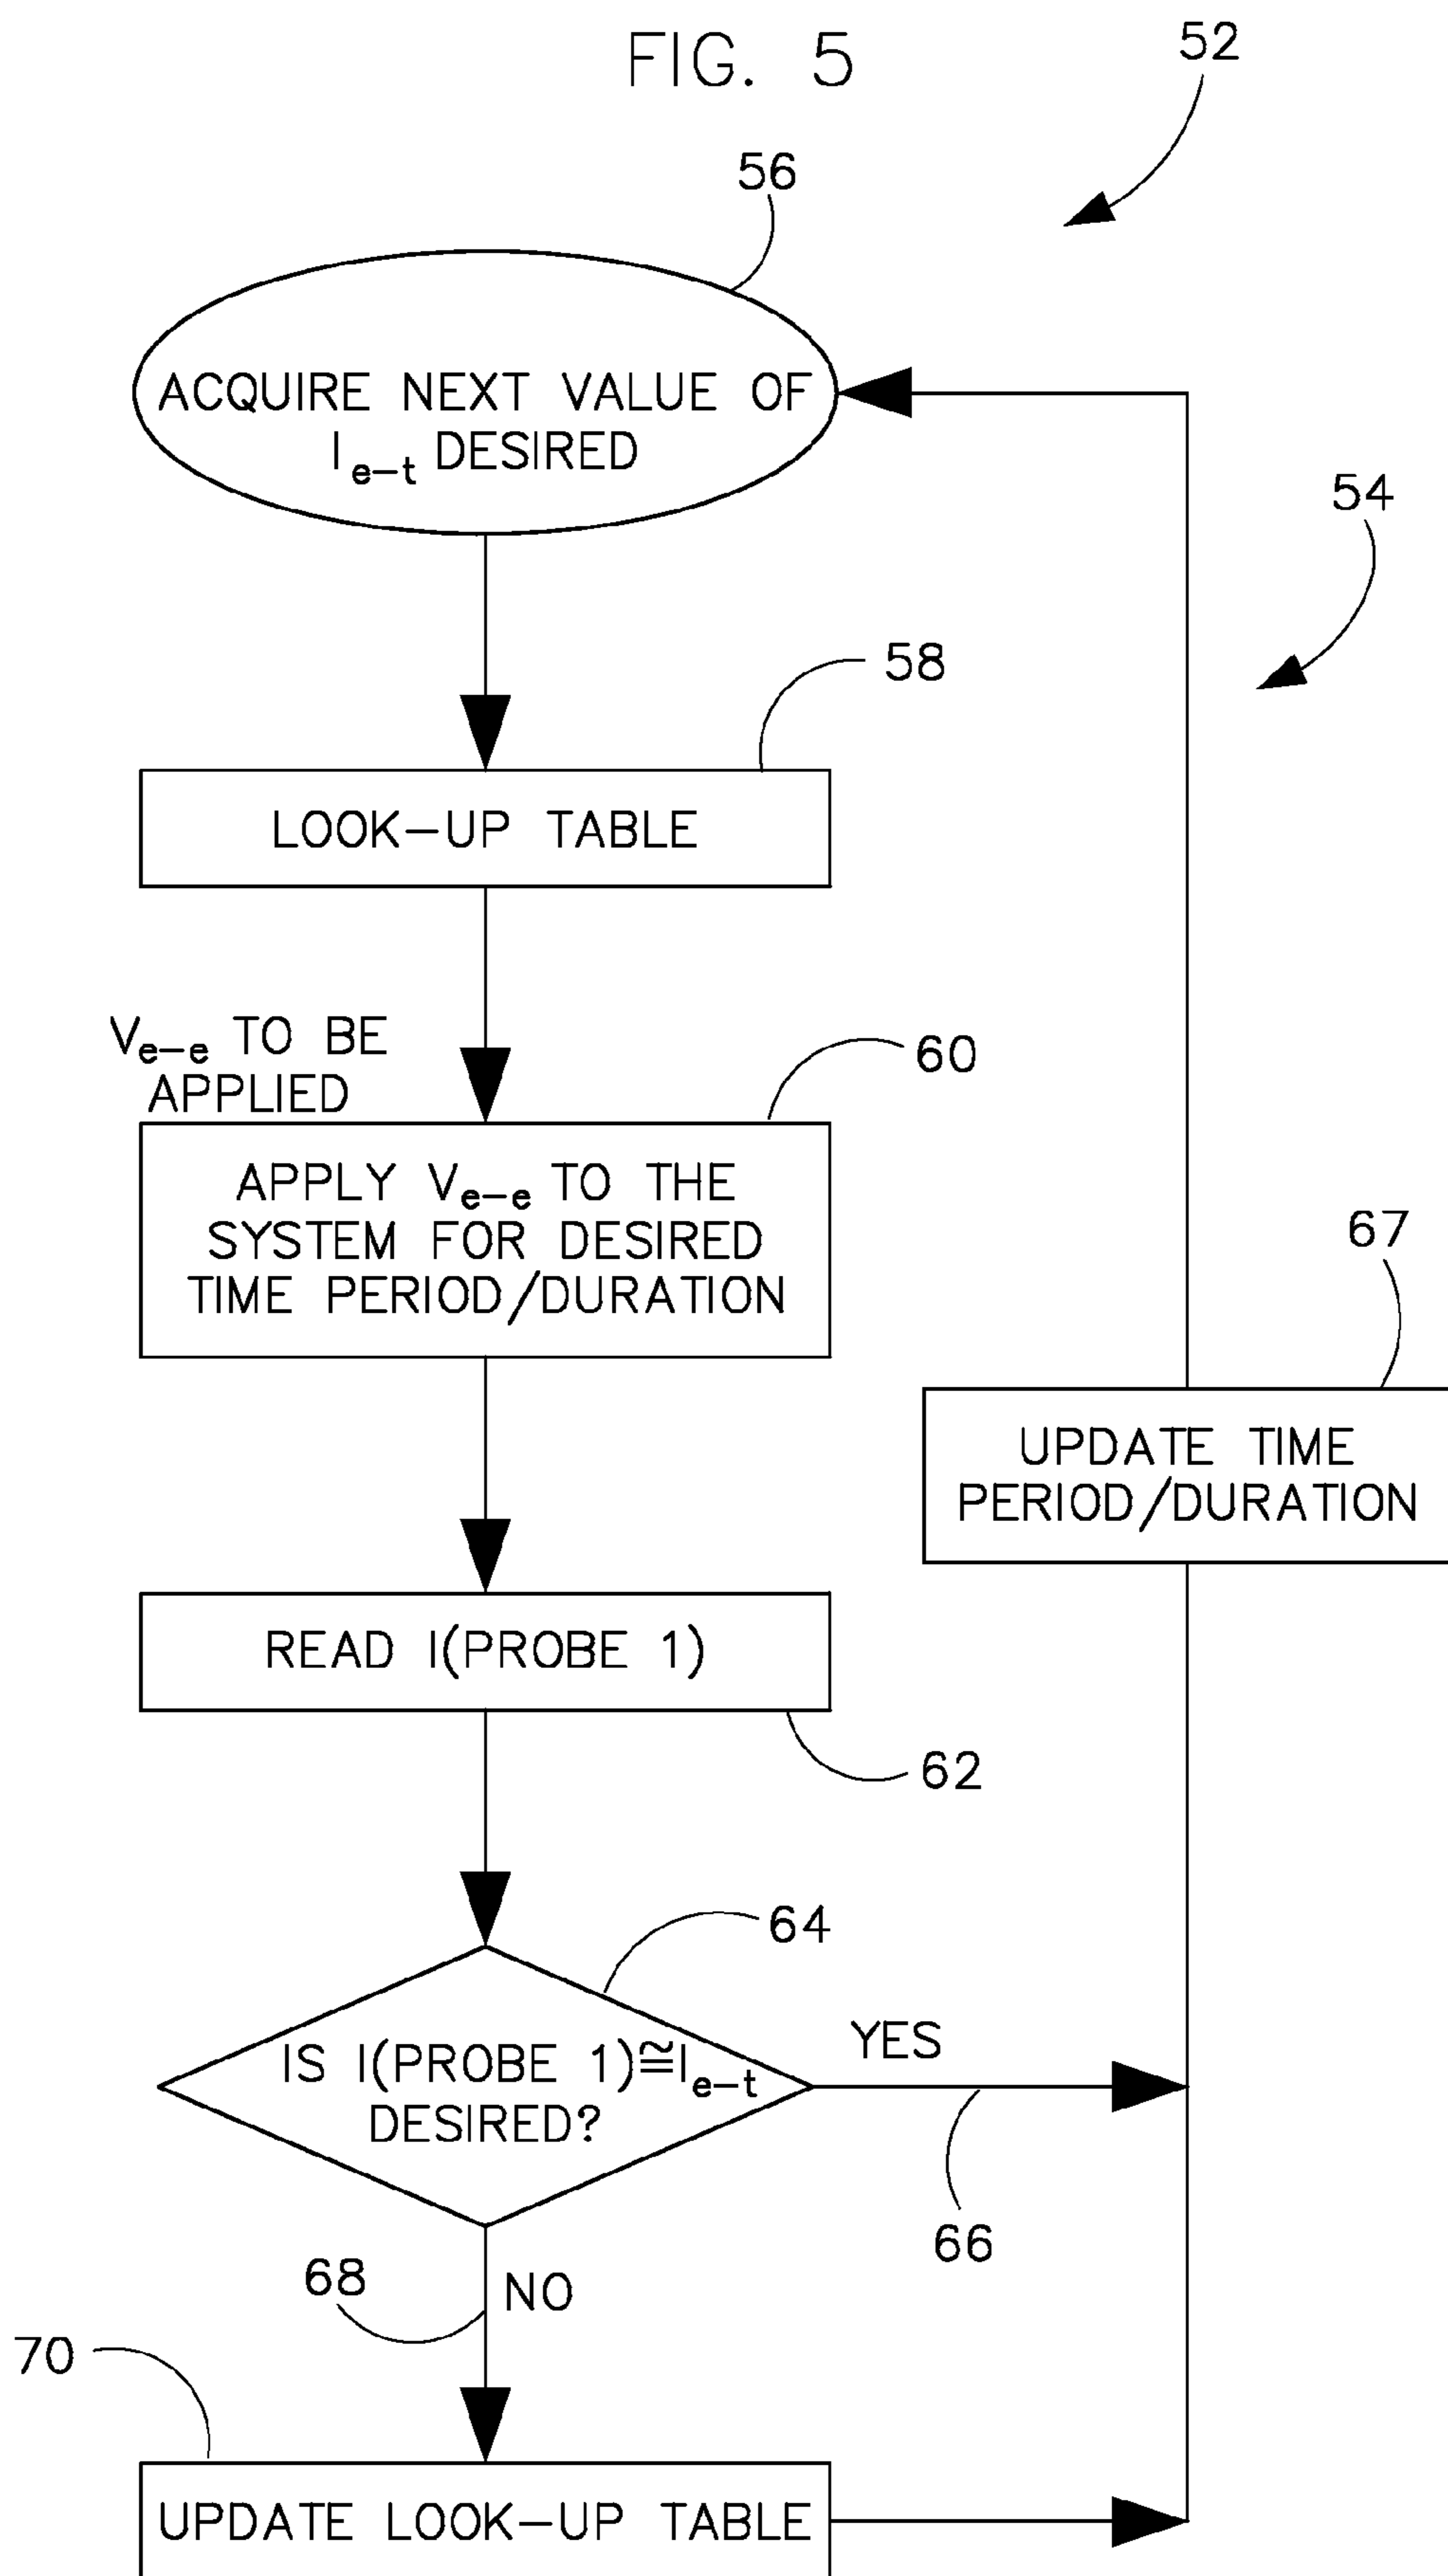 FIG. 5
52
56
ACQUIRE NEXT VALUE OF
I e-t DESIRED
54
58
LOOK-UP TABLE
Ve-e TO BE
APPLIED
60
APPLY Ve-e TO THE
SYSTEM FOR DESIRED
TIME PERIOD/DURATION
67
UPDATE TIME
PERIOD/DURATION
READ I(PROBE 1)
62
64
IS I(PROBE 1)≅Ie-t
DESIRED?
YES
66
68
NO
70
UPDATE LOOK-UP TABLE